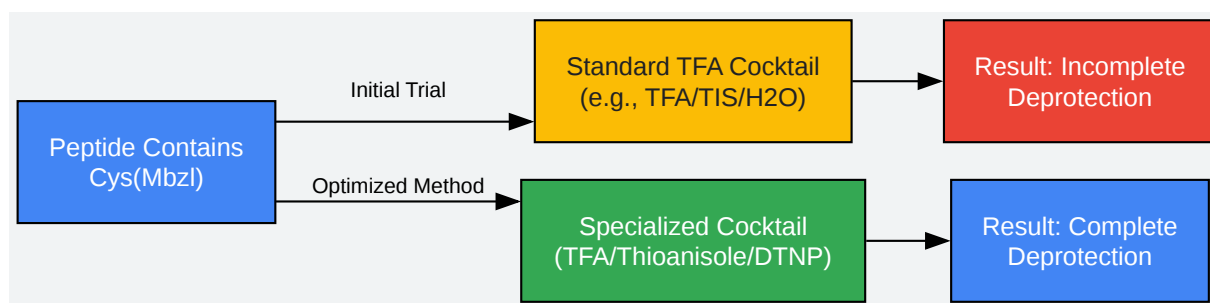 Peptide Contains
Cys(Mbzl)
Initial Trial
Standard TFA Cocktail
(e.g., TFA/TIS/H2O)
Result: Incomplete
Deprotection
Optimized Method
Specialized Cocktail
(TFA/Thioanisole/DTNP)
Result: Complete
Deprotection